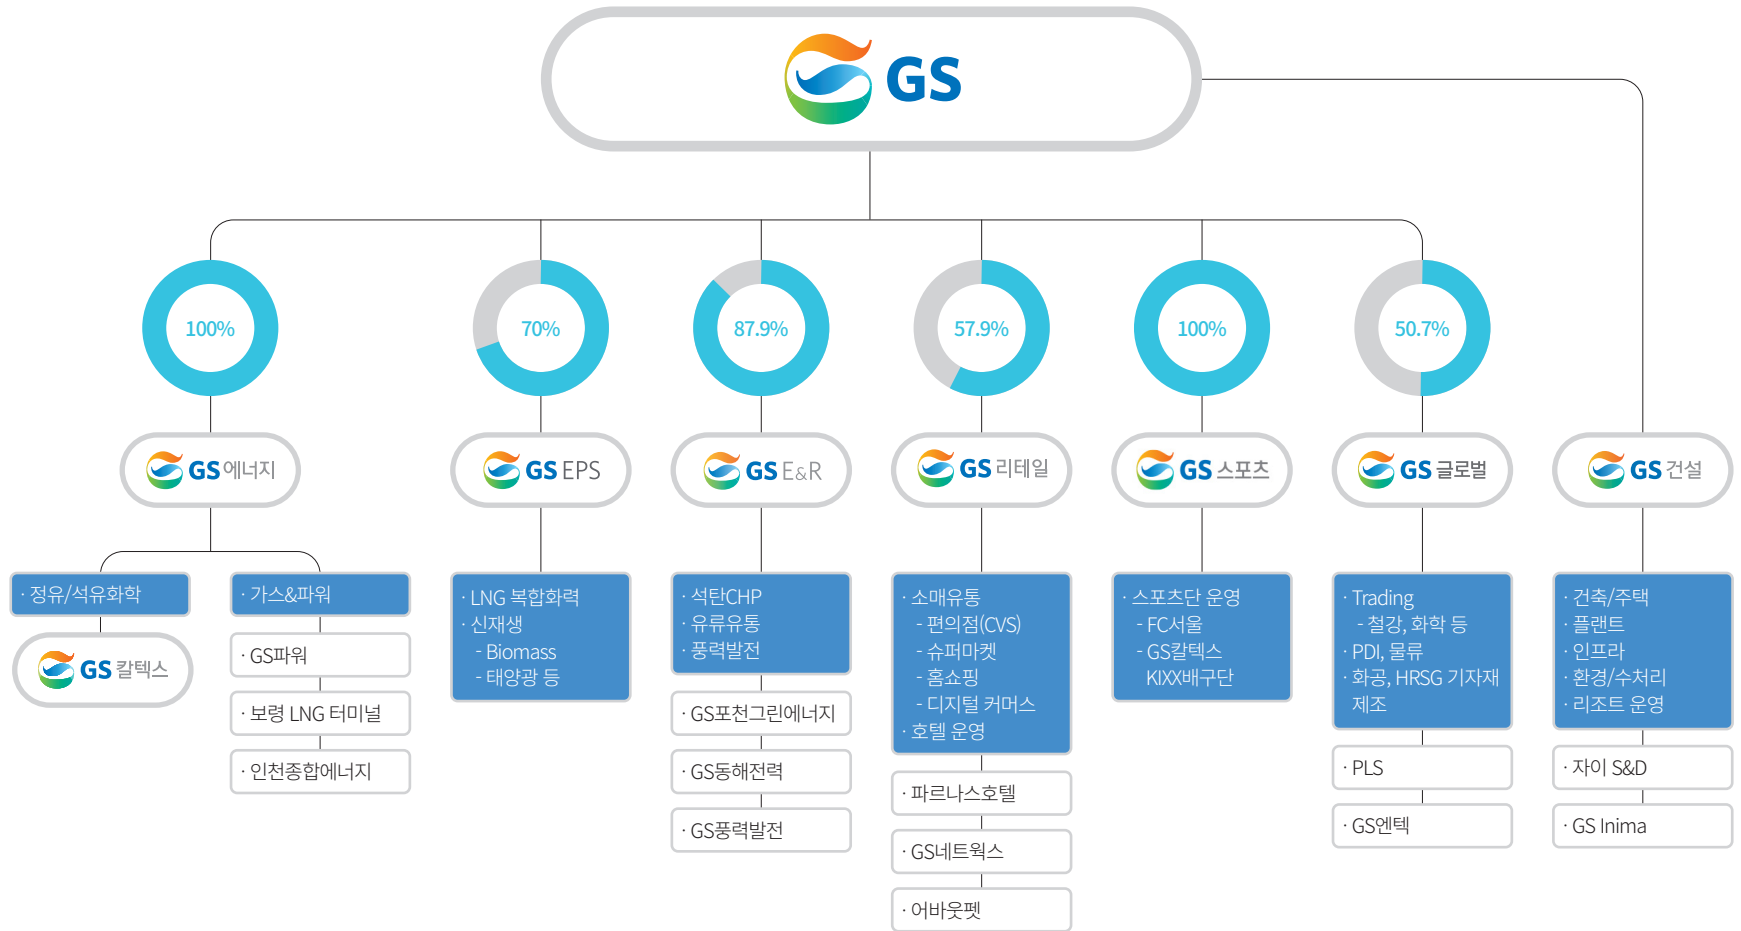 GS
100%
70%
87.9%
57.9%
100%
50.7%
GS 에너지
GS EPS
GS E&R
GS 리테일
GS 스포츠
GS 글로벌
GS 건설
· 정유/석유화학
GS 칼텍스
· 가스&파워
· GS파워
· 보령 LNG 터미널
· 인천종합에너지
· LNG 복합화력
· 신재생
- Biomass
- 태양광 등
· 석탄CHP
· 유류유통
· 풍력발전
· GS포천그린에너지
· GS동해전력
· GS풍력발전
· 소매유통
- 편의점(CVS)
- 슈퍼마켓
- 홈쇼핑
- 디지털 커머스
· 호텔 운영
· 파르나스호텔
· GS네트웍스
· 어바웃펫
· 스포츠단 운영
- FC서울
- GS칼텍스
KIXX배구단
· Trading
- 철강, 화학 등
· PDI, 물류
· 화공, HRSG 기자재
제조
· PLS
· GS엔텍
· 건축/주택
· 플랜트
· 인프라
· 환경/수처리
· 리조트 운영
· 자이 S&D
· GS Inima